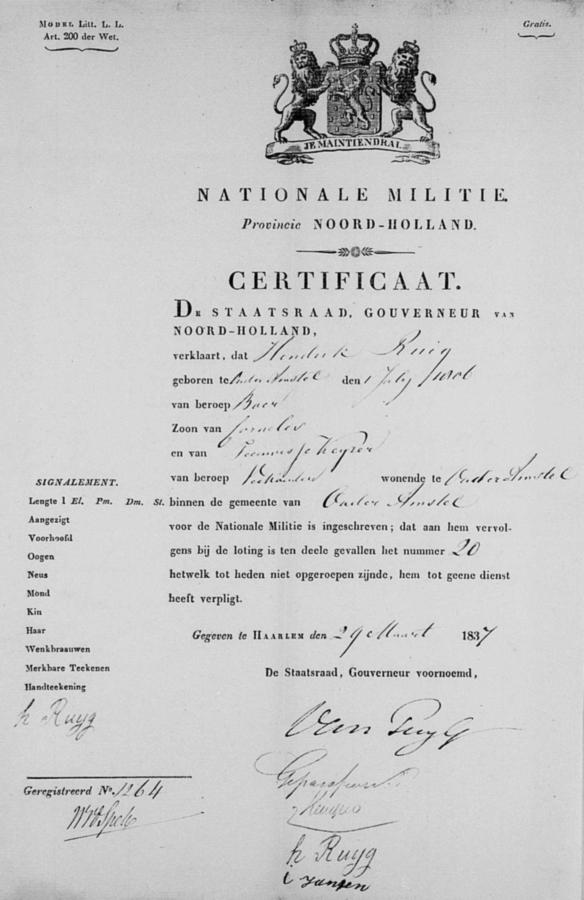 MODEL Litt. L. L.
Art. 200 der Wet.
Gratis.
JE MAINTIENDRAI.
NATIONALE MILITIE.
Provincie NOORD-HOLLAND.
CERTIFICAAT.
DE STAATSRAAD, GOUVERNEUR VAN
NOORD-HOLLAND,
verklaart, dat Hendrik Ruig
geboren te Ouder Amstel den 1 July 1806
van beroep Boer
Zoon van Cornelis
en van Keyzer
van beroep Veehouder wonende te Ouder Amstel
binnen de gemeente van Ouder Amstel
voor de Nationale Militie is ingeschreven; dat aan hem vervol-
gens bij de loting is ten deele gevallen het nummer 20
hetwelk tot heden niet opgeroepen zijnde, hem tot geene dienst
heeft verpligt.
Gegeven te HAARLEM den 29 Maart 1837
De Staatsraad, Gouverneur voornoemd,
SIGNALEMENT.
Lengte 1 El. Pm. Dm. St.
Aangezigt
Voorhoofd
Oogen
Neus
Mond
Kin
Haar
Wenkbraauwen
Merkbare Teekenen
Handteekening
h Ruyg
Geregistreerd No. 1264
van
h Ruyg
Jansen